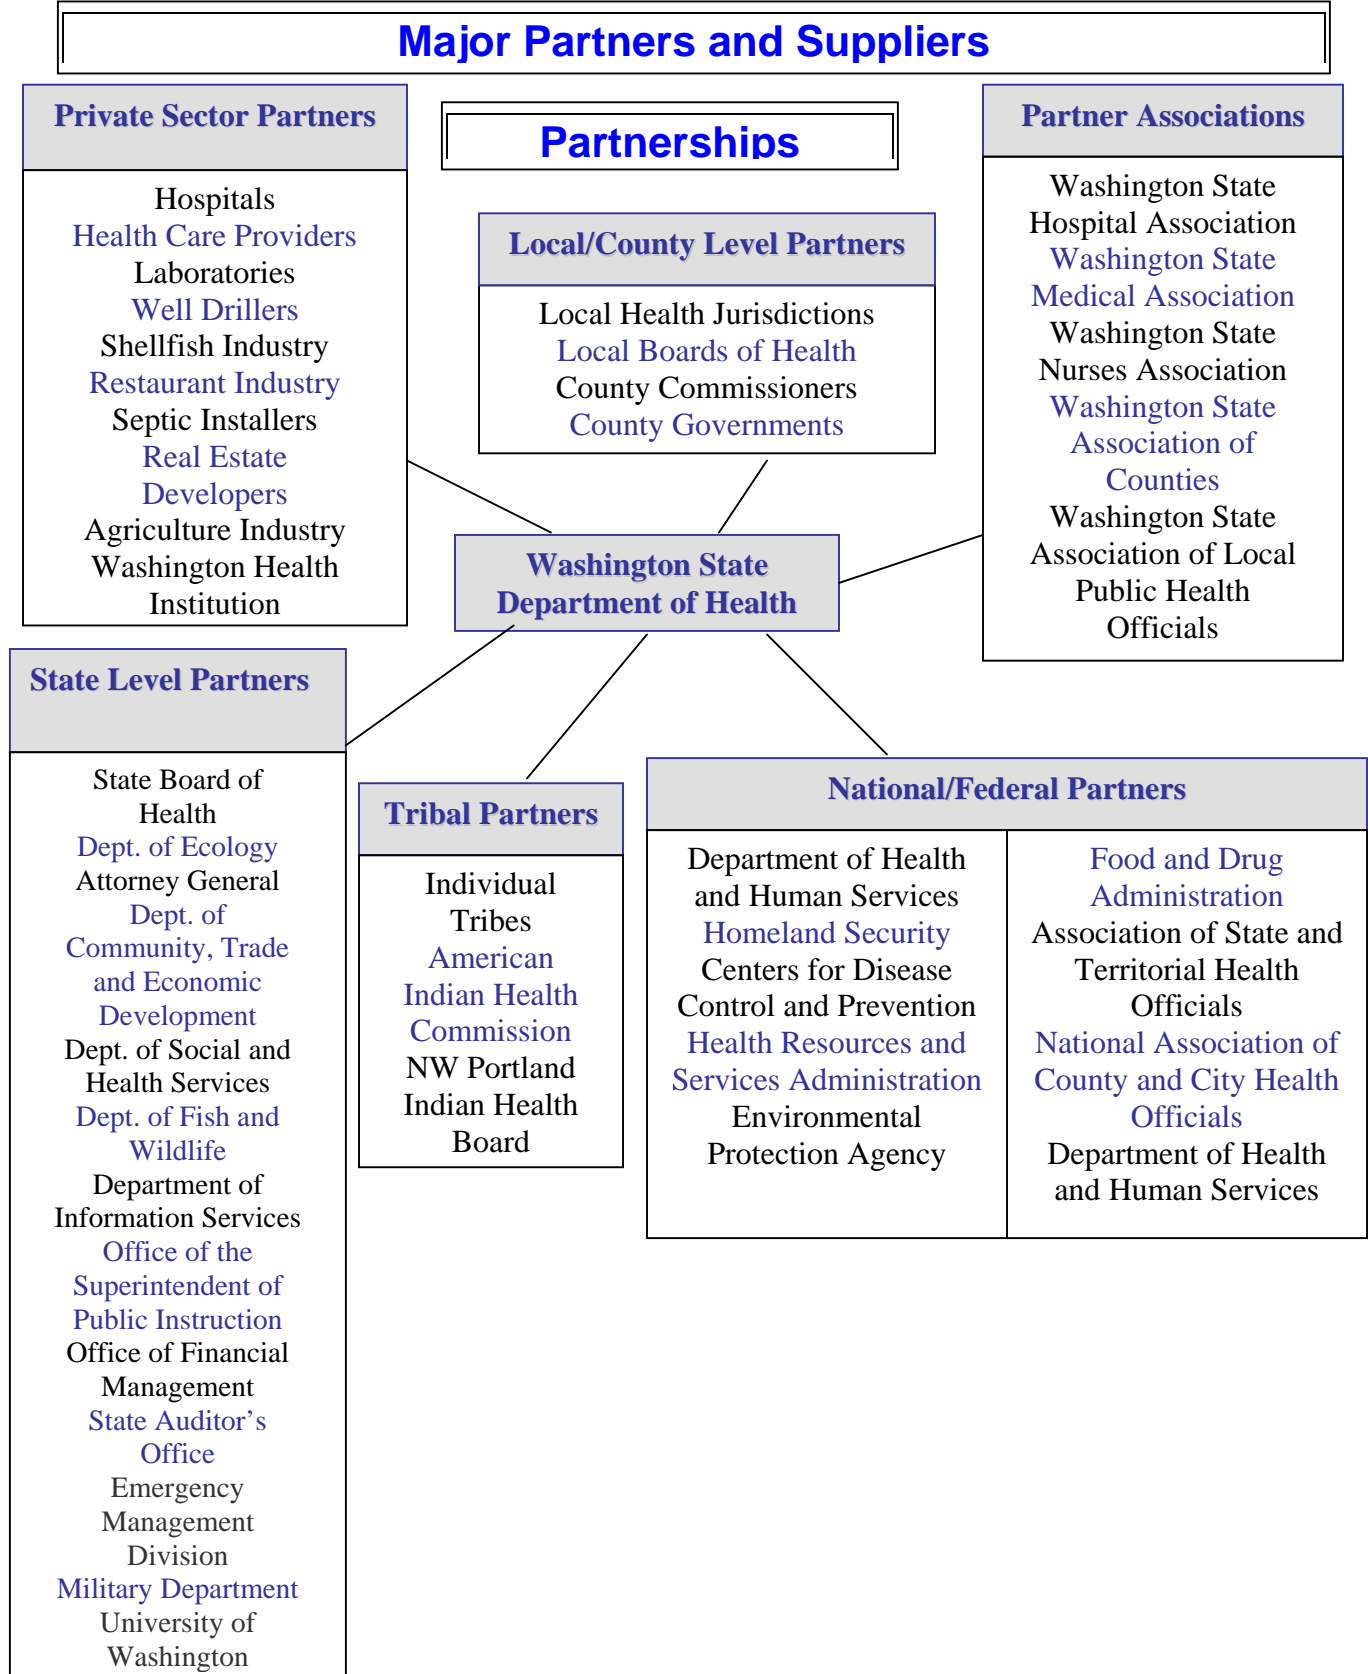 Major Partners and Suppliers
Partnerships
Private Sector Partners
Hospitals
Health Care Providers
Laboratories
Well Drillers
Shellfish Industry
Restaurant Industry
Septic Installers
Real Estate
Developers
Agriculture Industry
Washington Health
Institution
Local/County Level Partners
Local Health Jurisdictions
Local Boards of Health
County Commissioners
County Governments
Partner Associations
Washington State
Hospital Association
Washington State
Medical Association
Washington State
Nurses Association
Washington State
Association of
Counties
Washington State
Association of Local
Public Health
Officials
Washington State
Department of Health
State Level Partners
State Board of
Health
Dept. of Ecology
Attorney General
Dept. of
Community, Trade
and Economic
Development
Dept. of Social and
Health Services
Dept. of Fish and
Wildlife
Department of
Information Services
Office of the
Superintendent of
Public Instruction
Office of Financial
Management
State Auditor’s
Office
Emergency
Management
Division
Military Department
University of
Washington
Tribal Partners
Individual
Tribes
American
Indian Health
Commission
NW Portland
Indian Health
Board
National/Federal Partners
Department of Health
and Human Services
Homeland Security
Centers for Disease
Control and Prevention
Health Resources and
Services Administration
Environmental
Protection Agency
Food and Drug
Administration
Association of State and
Territorial Health
Officials
National Association of
County and City Health
Officials
Department of Health
and Human Services